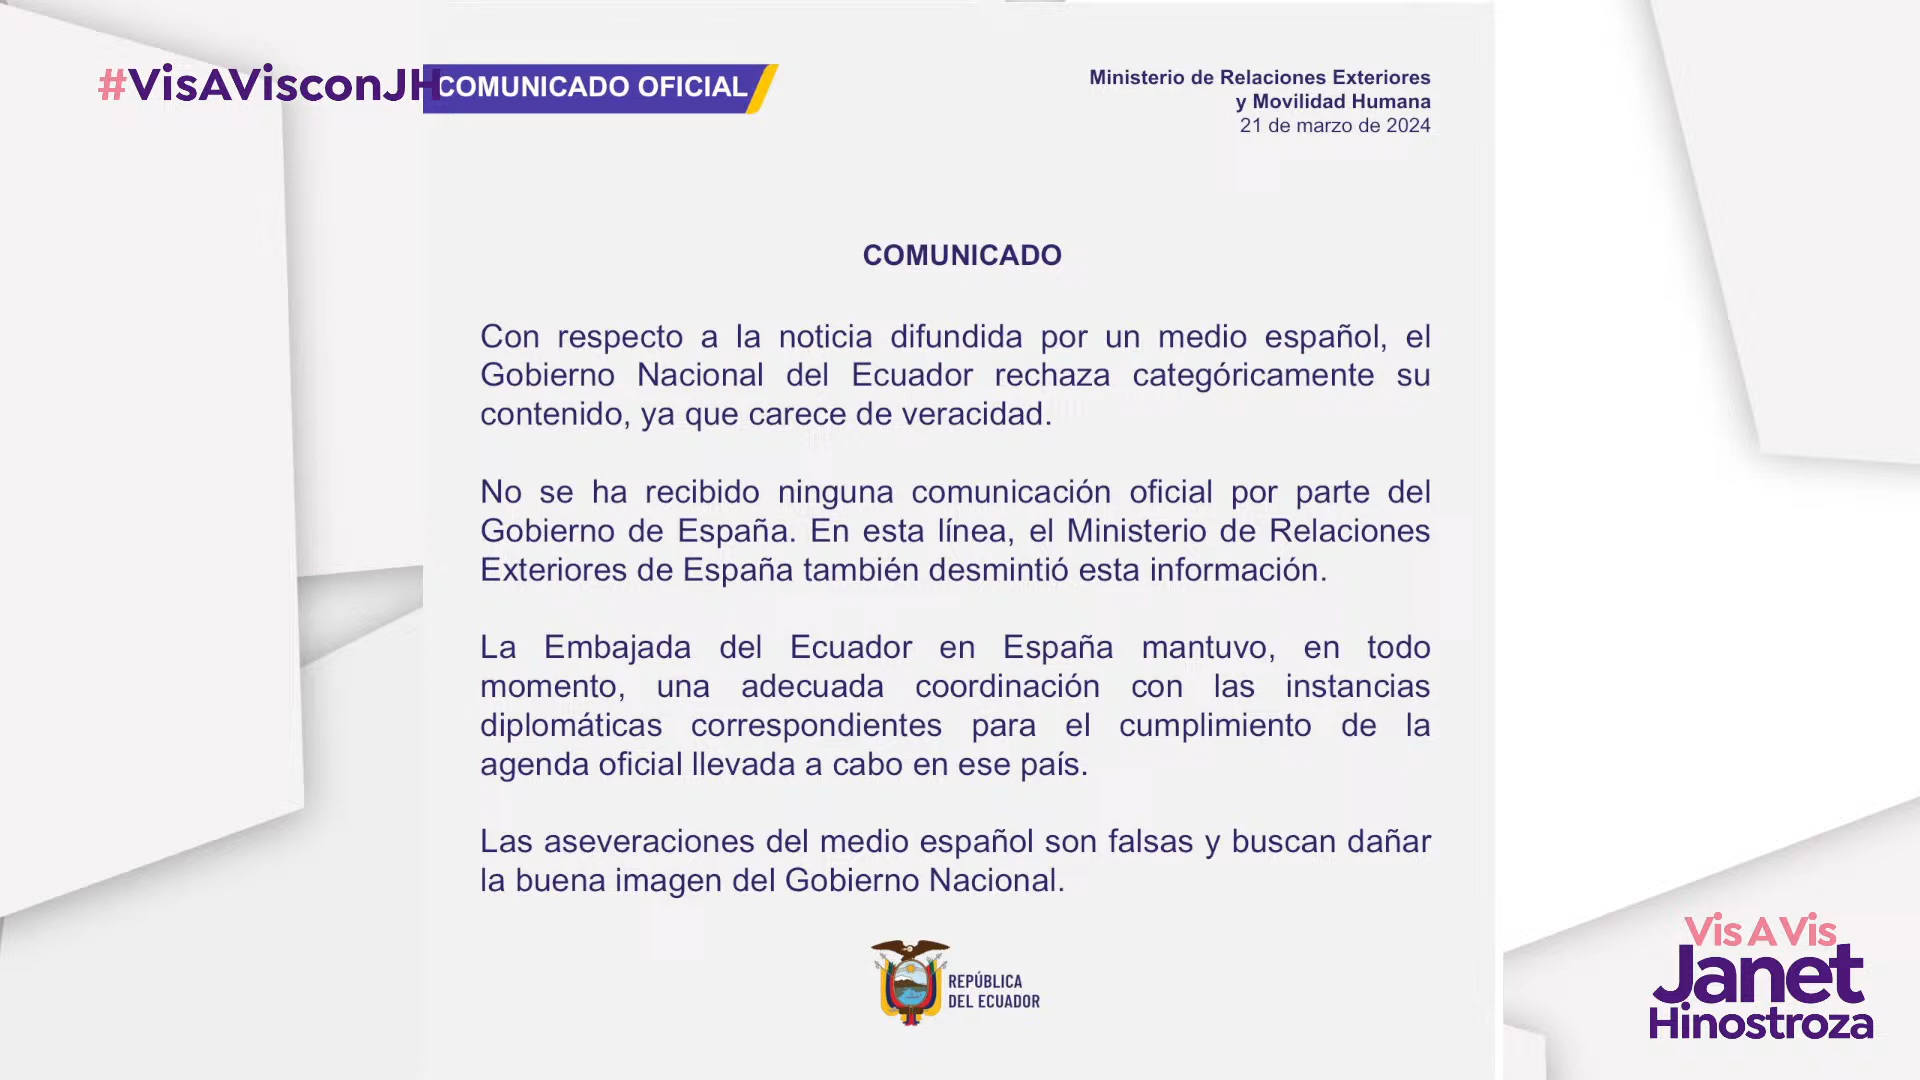 #VisAVisconJH
COMUNICADO OFICIAL
Ministerio de Relaciones Exteriores
y Movilidad Humana
21 de marzo de 2024
COMUNICADO
Con respecto a la noticia difundida por un medio español, el
Gobierno Nacional del Ecuador rechaza categóricamente su
contenido, ya que carece de veracidad.
No se ha recibido ninguna comunicación oficial por parte del
Gobierno de España. En esta línea, el Ministerio de Relaciones
Exteriores de España también desmintió esta información.
La Embajada del Ecuador en España mantuvo, en todo
momento, una adecuada coordinación con las instancias
diplomáticas correspondientes para el cumplimiento de la
agenda oficial llevada a cabo en ese país.
Las aseveraciones del medio español son falsas y buscan dañar
la buena imagen del Gobierno Nacional.
REPÚBLICA
DEL ECUADOR
Vis A Vis
Janet
Hinostroza